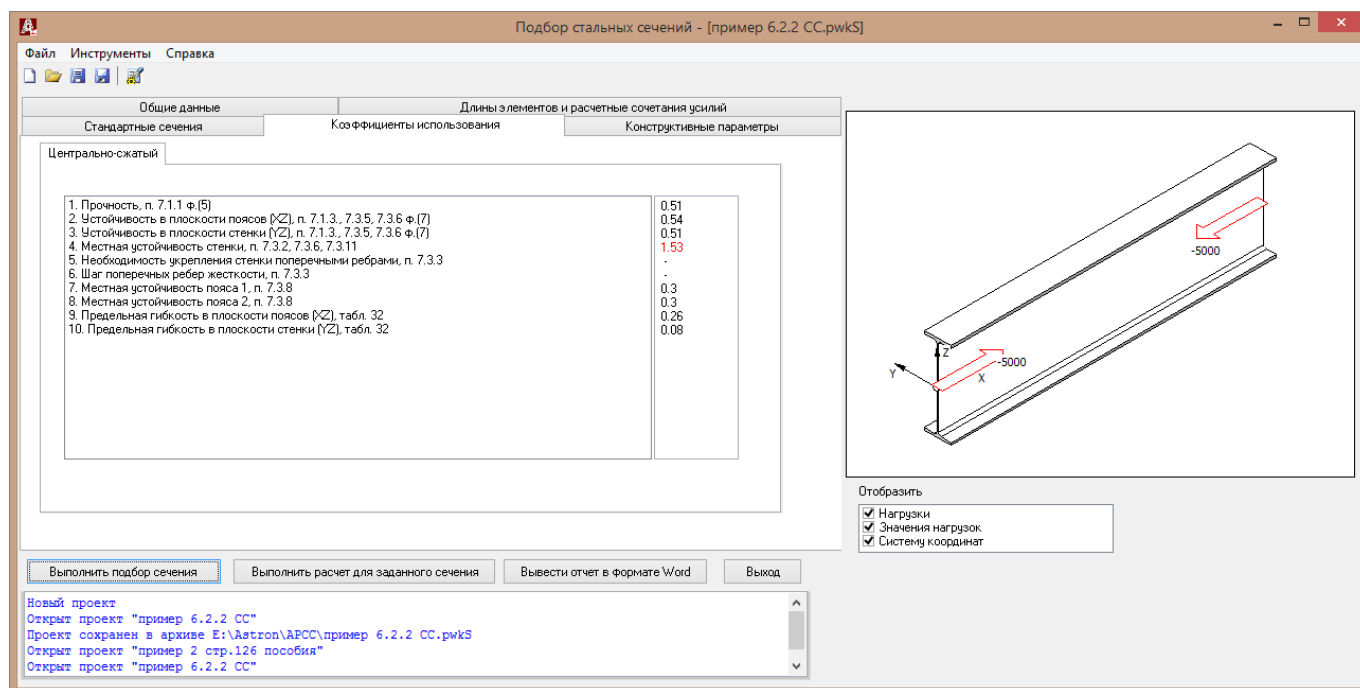 Подбор стальных сечений - [пример 6.2.2 СС.pwkS]
Файл Инструменты Справка
Общие данные
Длины элементов и расчетные сочетания усилий
Стандартные сечения
Коэффициенты использования
Конструктивные параметры
Центрально-сжатый
1. Прочность, п. 7.1.1 ф.(5) 0.51
2. Устойчивость в плоскости поясов (XZ), п. 7.1.3., 7.3.5, 7.3.6 ф.(7) 0.54
3. Устойчивость в плоскости стенки (YZ), п. 7.1.3., 7.3.5, 7.3.6 ф.(7) 0.51
4. Местная устойчивость стенки, п. 7.3.2, 7.3.6, 7.3.11 1.53
5. Необходимость укрепления стенки поперечными ребрами, п. 7.3.3 -
6. Шаг поперечных ребер жесткости, п. 7.3.3 -
7. Местная устойчивость пояса 1, п. 7.3.8 0.3
8. Местная устойчивость пояса 2, п. 7.3.8 0.3
9. Предельная гибкость в плоскости поясов (XZ), табл. 32 0.26
10. Предельная гибкость в плоскости стенки (YZ), табл. 32 0.08
-5000
Z
-5000
Y
X
Отобразить
Нагрузки
Значения нагрузок
Систему координат
Выполнить подбор сечения
Выполнить расчет для заданного сечения
Вывести отчет в формате Word
Выход
Новый проект
Открыт проект "пример 6.2.2 СС"
Проект сохранен в архиве E:\Astron\АРСС\пример 6.2.2 СС.pwkS
Открыт проект "пример 2 стр.126 пособия"
Открыт проект "пример 6.2.2 СС"